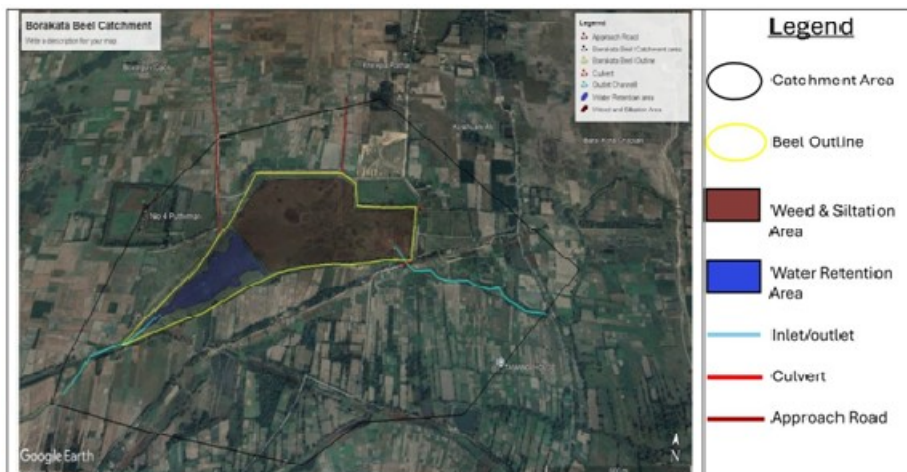 Borakata Beel Catchment
Write a description for your map.
Legend
Approach Road
Borakata Beel Catchment area
Borakata Beel Outline
Culvert
Outlet Channel
Water Retention area
Weed and Siltation Area
No 4 Puthimari
Google Earth
N
Legend
Catchment Area
Beel Outline
Weed & Siltation
Area
Water Retention
Area
Inlet/outlet
Culvert
Approach Road